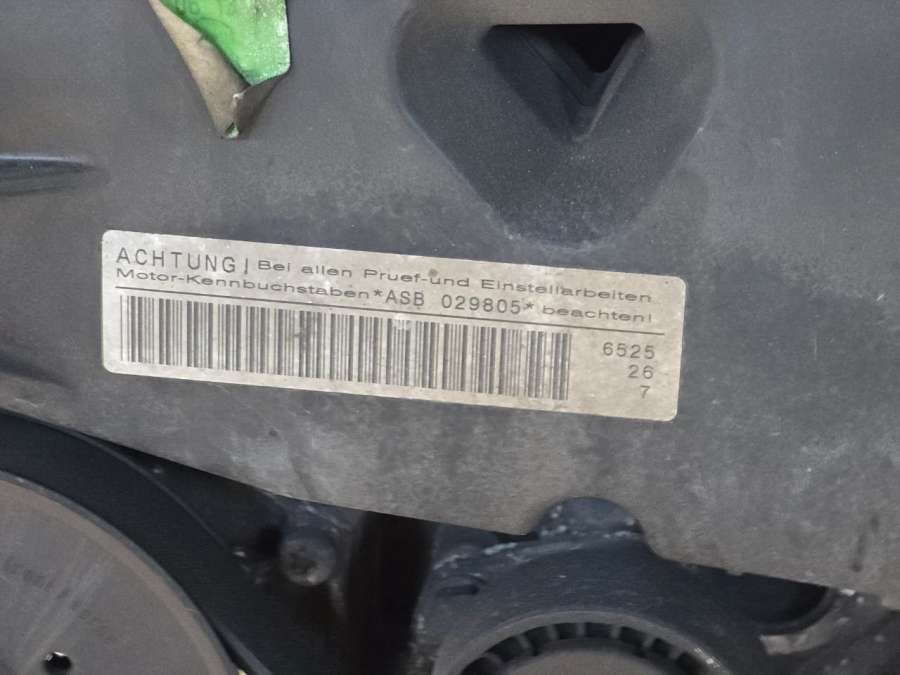 ACHTUNG! Bei allen Pruef-und Einstellarbeiten
Motor-Kennbuchstaben*ASB 029805* beachten!
6525
26
7